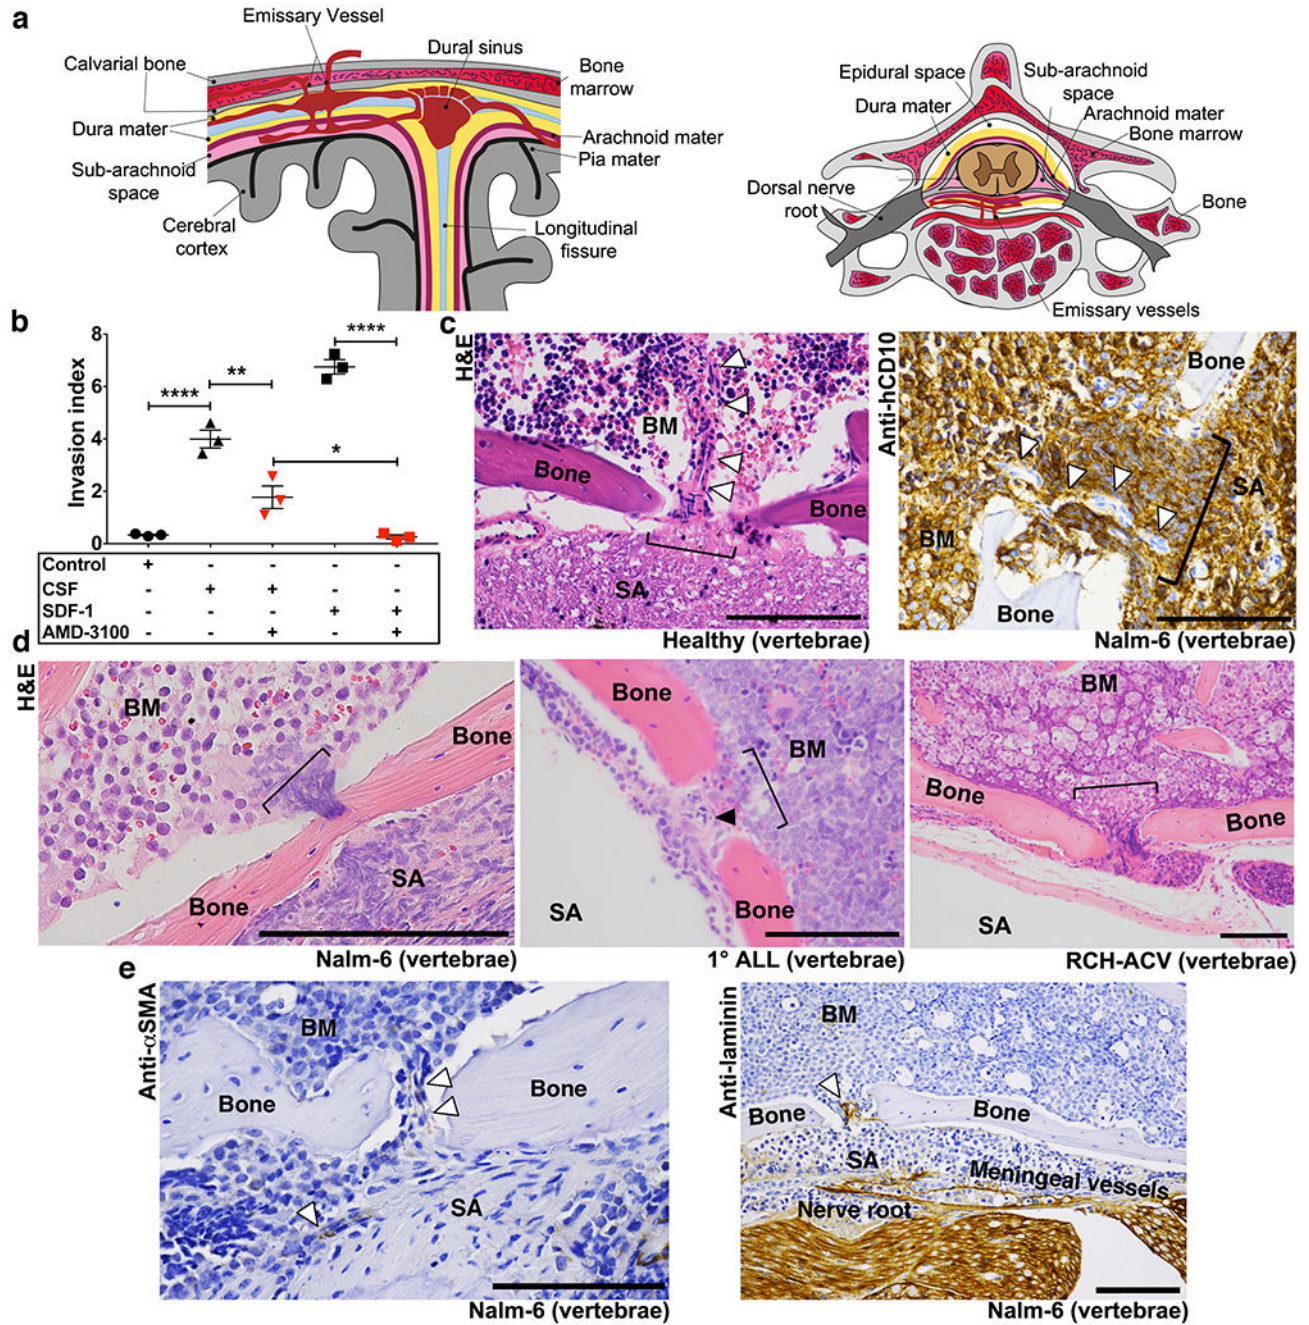 a
Emissary Vessel
Dural sinus
Calvarial bone
Bone
marrow
Dura mater
Arachnoid mater
Pia mater
Sub-arachnoid
space
Cerebral
cortex
Longitudinal
fissure
Epidural space
Sub-arachnoid
space
Dura mater
Arachnoid mater
Bone marrow
Dorsal nerve
root
Bone
Emissary vessels
b
Invasion index
8
6
4
2
0
****
**
****
*
Control + - - - -
CSF - + + - -
SDF-1 - - - + +
AMD-3100 - - + - +
c
H&E
BM
Bone
Bone
SA
Healthy (vertebrae)
Anti-hCD10
Bone
SA
BM
Bone
Nalm-6 (vertebrae)
d
H&E
BM
Bone
SA
Bone
Nalm-6 (vertebrae)
Bone
BM
SA
Bone
1° ALL (vertebrae)
BM
Bone
Bone
SA
RCH-ACV (vertebrae)
e
Anti-αSMA
BM
Bone
Bone
SA
Nalm-6 (vertebrae)
Anti-laminin
BM
Bone
Bone
SA
Meningeal vessels
Nerve root
Nalm-6 (vertebrae)